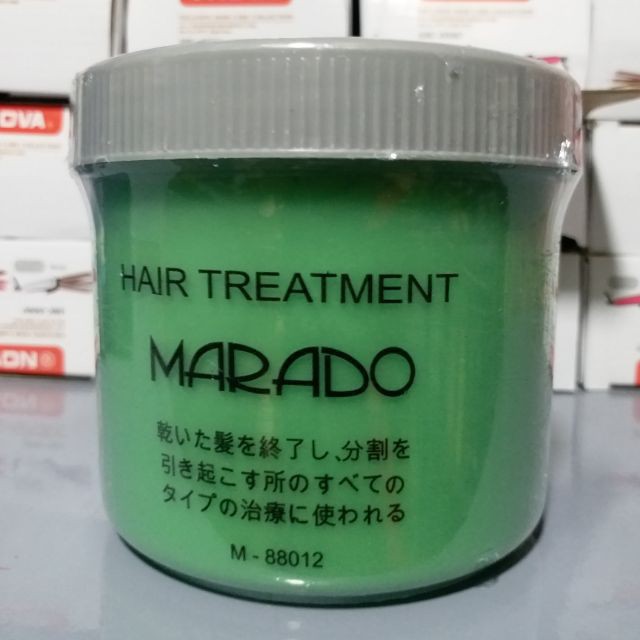 HAIR TREATMENT
MARADO
乾いた髪を終了し、分割を
引き起こす所のすべての
タイプの治療に使われる
M - 88012